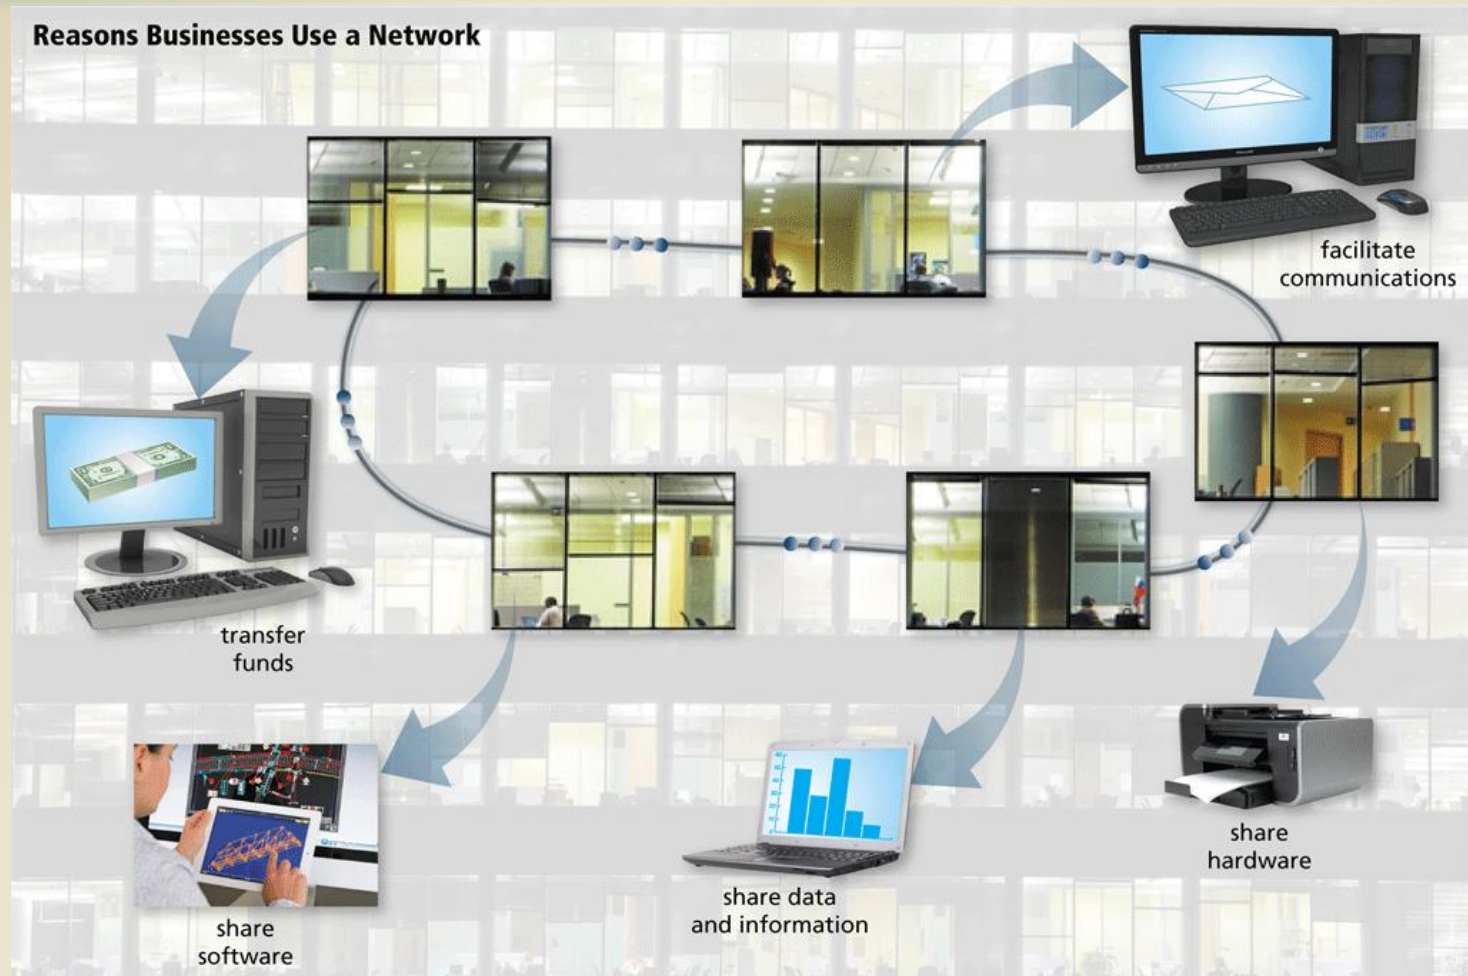 Reasons Businesses Use a Network
facilitate
communications
transfer
funds
share
hardware
share data
and information
share
software